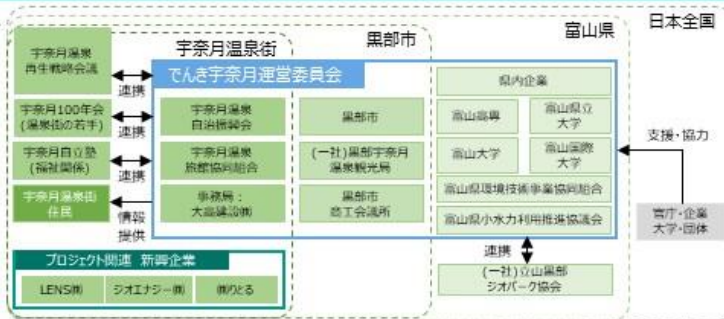 日本全国
富山県
黒部市
宇奈月温泉街
宇奈月温泉
再生戦略会議
連携
宇奈月100年会
(温泉街の若手)
連携
宇奈月自立塾
(福祉関係)
連携
宇奈月温泉街
住民
情報
提供
でんき宇奈月運営委員会
宇奈月温泉
自治振興会
宇奈月温泉
旅館協同組合
事務局：
大高建設㈱
黒部市
(一社)黒部宇奈月
温泉観光局
黒部市
商工会議所
県内企業
富山高専
富山県立
大学
富山大学
富山国際
大学
富山県環境技術事業協同組合
富山県小水力利用推進協議会
連携
(一社)立山黒部
ジオパーク協会
支援・協力
官庁・企業
大学・団体
プロジェクト関連 新興企業
LENS㈱
ジオエナジー㈱
㈱りとる